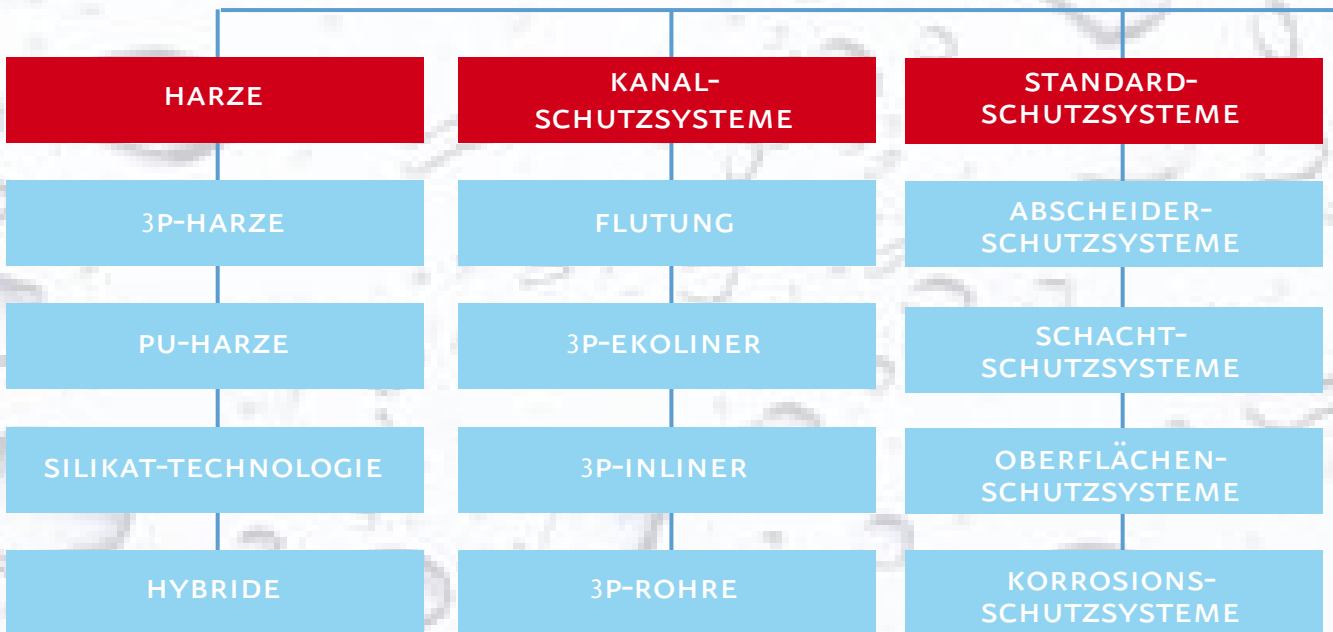 HARZE
KANAL-
SCHUTZSYSTEME
STANDARD-
SCHUTZSYSTEME
3P-HARZE
FLUTUNG
ABSCHEIDER-
SCHUTZSYSTEME
PU-HARZE
3P-EKOLINER
SCHACHT-
SCHUTZSYSTEME
SILIKAT-TECHNOLOGIE
3P-INLINER
OBERFLÄCHEN-
SCHUTZSYSTEME
HYBRIDE
3P-ROHRE
KORROSIONS-
SCHUTZSYSTEME